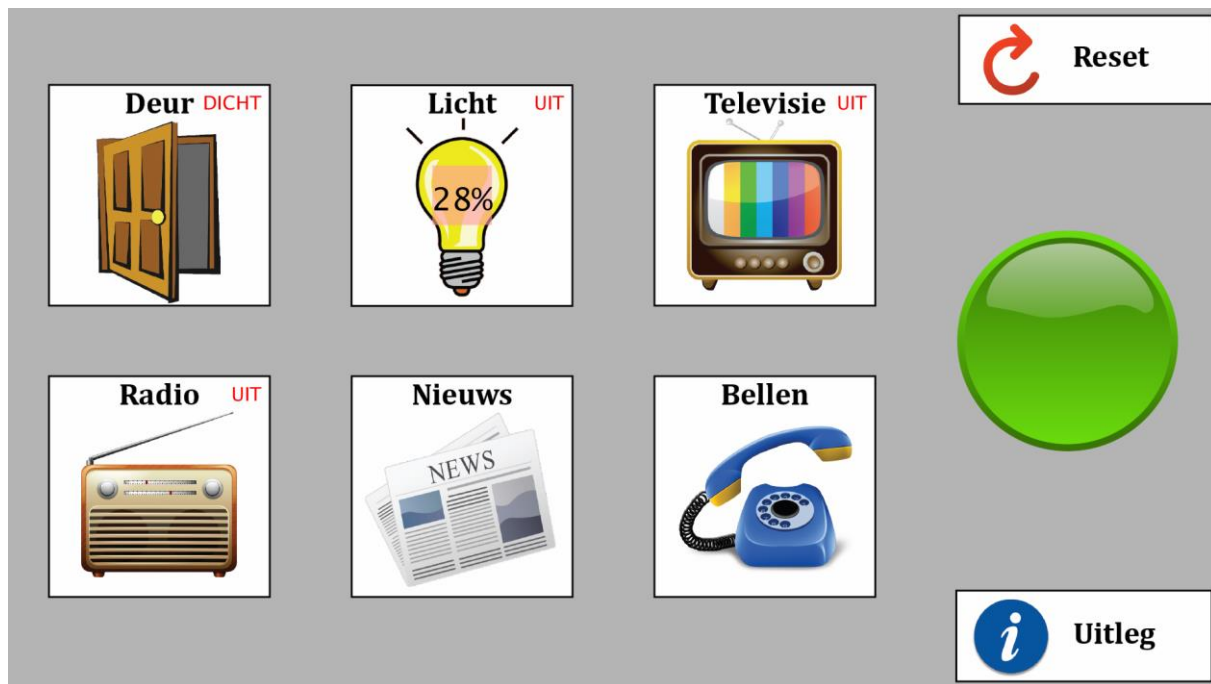 Reset
Deur DICHT
Licht UIT
Televisie UIT
28%
Radio UIT
Nieuws
Bellen
NEWS
i Uitleg